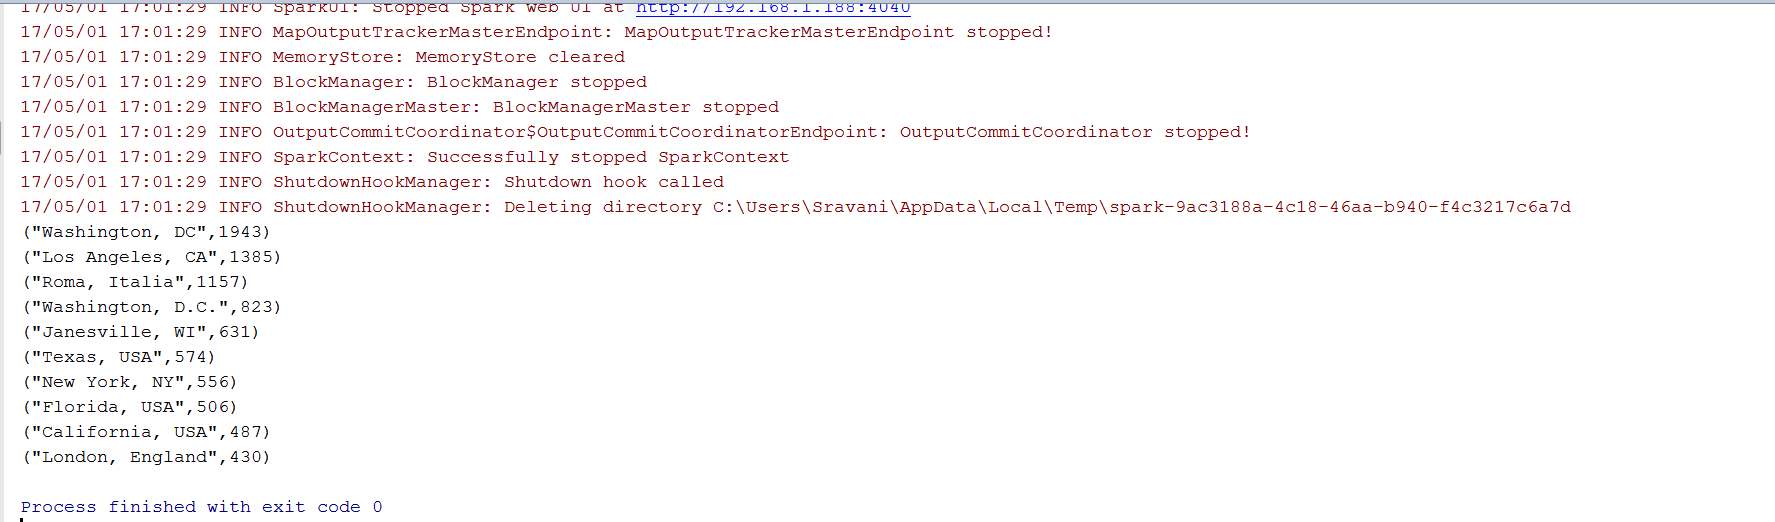 17/05/01 17:01:29 INFO SparkUI: Stopped Spark web UI at http://192.168.1.188:4040
17/05/01 17:01:29 INFO MapOutputTrackerMasterEndpoint: MapOutputTrackerMasterEndpoint stopped!
17/05/01 17:01:29 INFO MemoryStore: MemoryStore cleared
17/05/01 17:01:29 INFO BlockManager: BlockManager stopped
17/05/01 17:01:29 INFO BlockManagerMaster: BlockManagerMaster stopped
17/05/01 17:01:29 INFO OutputCommitCoordinator$OutputCommitCoordinatorEndpoint: OutputCommitCoordinator stopped!
17/05/01 17:01:29 INFO SparkContext: Successfully stopped SparkContext
17/05/01 17:01:29 INFO ShutdownHookManager: Shutdown hook called
17/05/01 17:01:29 INFO ShutdownHookManager: Deleting directory C:\Users\Sravani\AppData\Local\Temp\spark-9ac3188a-4c18-46aa-b940-f4c3217c6a7d
("Washington, DC",1943)
("Los Angeles, CA",1385)
("Roma, Italia",1157)
("Washington, D.C.",823)
("Janesville, WI",631)
("Texas, USA",574)
("New York, NY",556)
("Florida, USA",506)
("California, USA",487)
("London, England",430)
Process finished with exit code 0